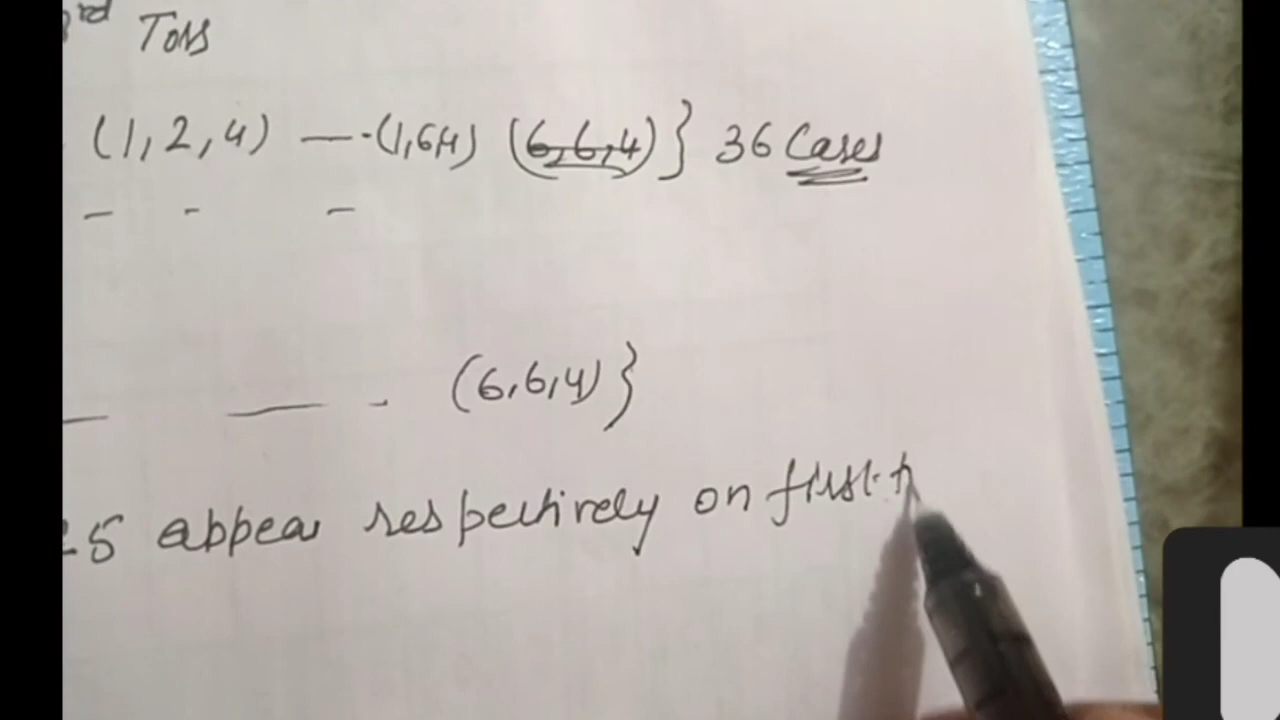 rd Toss
(1, 2, 4) — - (1,6,4) (6,6,4) } 36 Cases
- - -
— — - (6,6,4) }
5 appear respectively on first t